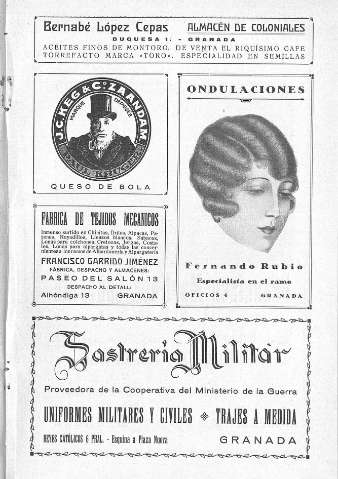 Bernabé López Cepas ALMACÉN DE COLONIALES
DUQUESA 1. - GRANADA
ACEITES FINOS DE MONTORO. DE VENTA EL RIQUÍSIMO CAFE
TORREFACTO MARCA «TORO». ESPECIALIDAD EN SEMILLAS
J.C. KEG & Cº. ZAANDAM.
QUESO DE BOLA
ONDULACIONES
Fernando Rubio
Especialista en el ramo
OFICIOS 4 GRANADA
FABRICA DE TEJIDOS MECANICOS
FRANCISCO GARRIDO JIMÉNEZ
FÁBRICA, DESPACHO Y ALMACENES:
PASEO DEL SALÓN 13
DESPACHO AL DETALL:
Alhóndiga 13 GRANADA
Sastrería Militar
Proveedora de la Cooperativa del Ministerio de la Guerra
UNIFORMES MILITARES Y CIVILES TRAJES A MEDIDA
REYES CATÓLICOS 6 PRAL. - Esquina a Plaza Nueva GRANADA